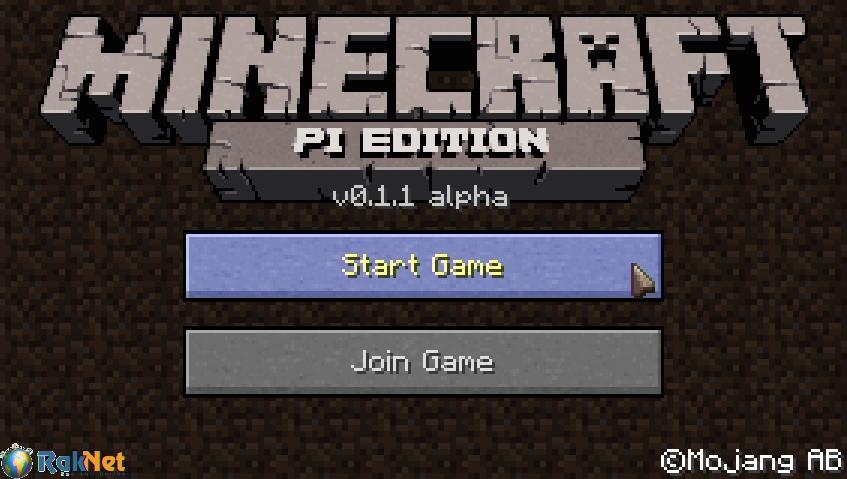 MINECRAFT
PI EDITION
v0.1.1 alpha
Start Game
Join Game
RakNet
©Mojang AB